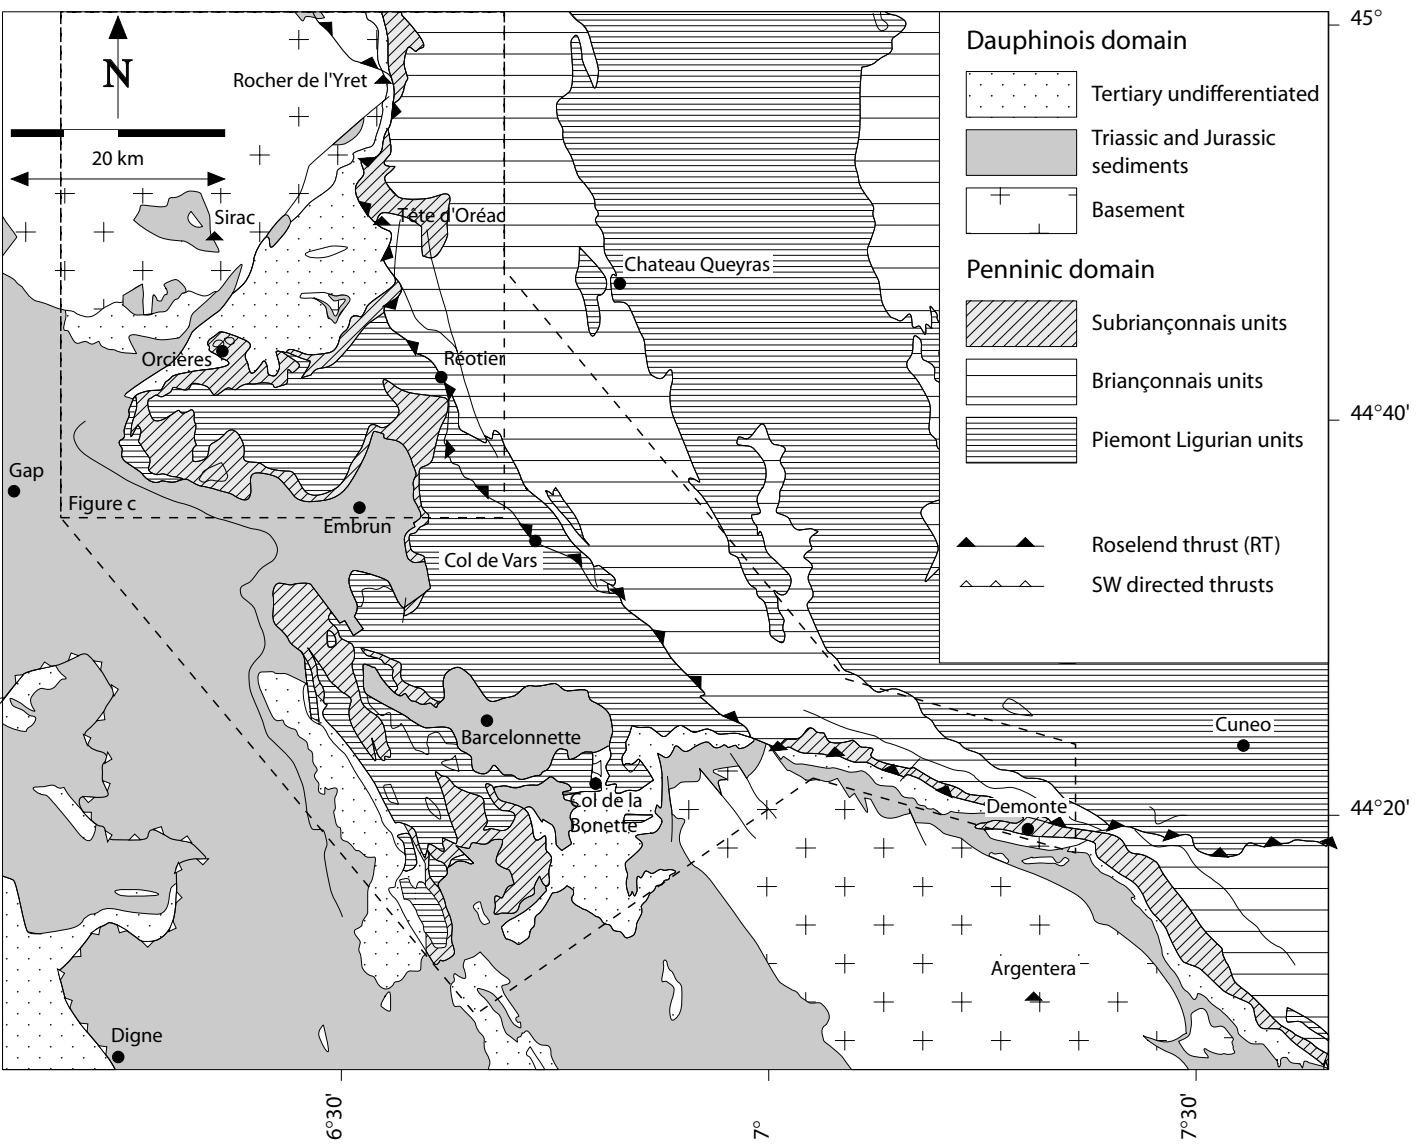 45°
Dauphinois domain
Tertiary undifferentiated
Triassic and Jurassic
sediments
Basement
Penninic domain
Subriançonnais units
Briançonnais units
Piemont Ligurian units
Roselend thrust (RT)
SW directed thrusts
N
20 km
Rocher de l'Yret
Sirac
Tête d'Oréac
Chateau Queyras
Orcières
Réotier
44°40'
Gap
Figure c
Embrun
Col de Vars
Barcelonnette
Cuneo
Col de la
Bonette
Demonte
44°20'
Argentera
Digne
6°30'
7°
7°30'